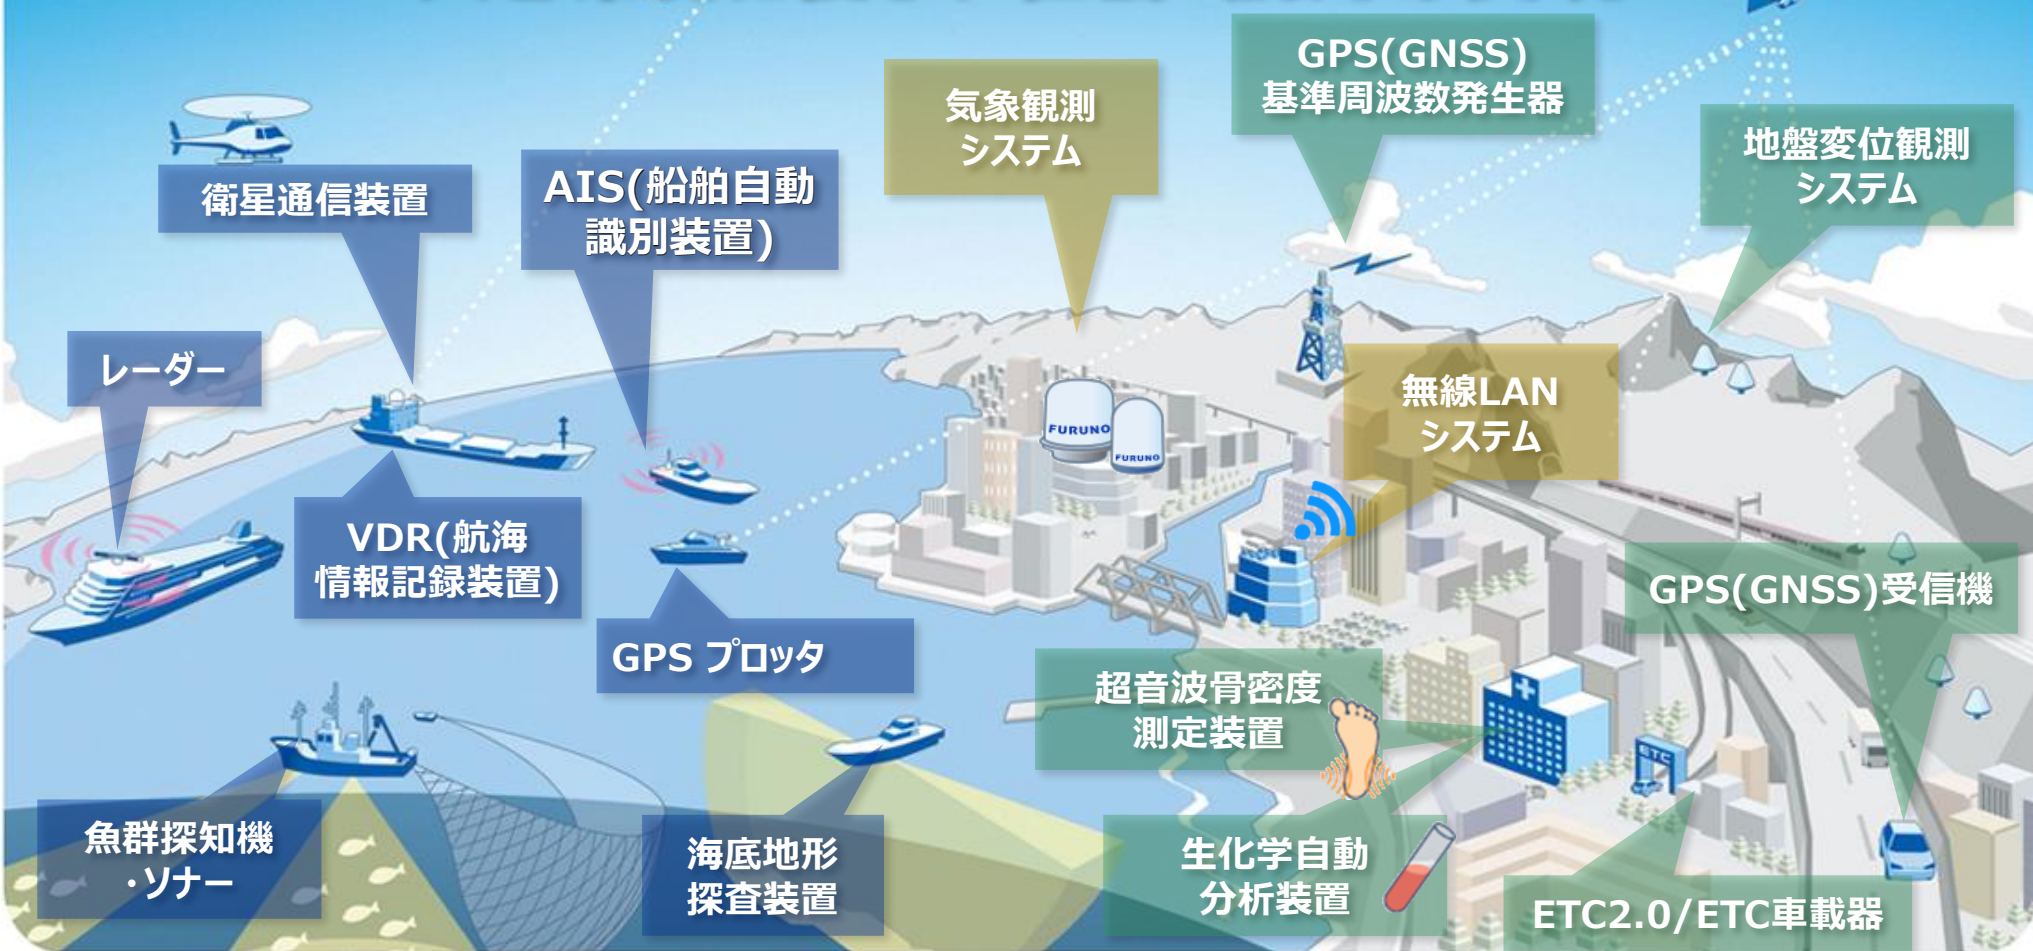 GPS(GNSS)
基準周波数発生器
気象観測
システム
地盤変位観測
システム
衛星通信装置
AIS(船舶自動
識別装置)
レーダー
無線LAN
システム
FURUNO
FURUNO
VDR(航海
情報記録装置)
GPS(GNSS)受信機
GPS プロッタ
超音波骨密度
測定装置
ETC
魚群探知機
・ソナー
海底地形
探査装置
生化学自動
分析装置
ETC2.0/ETC車載器